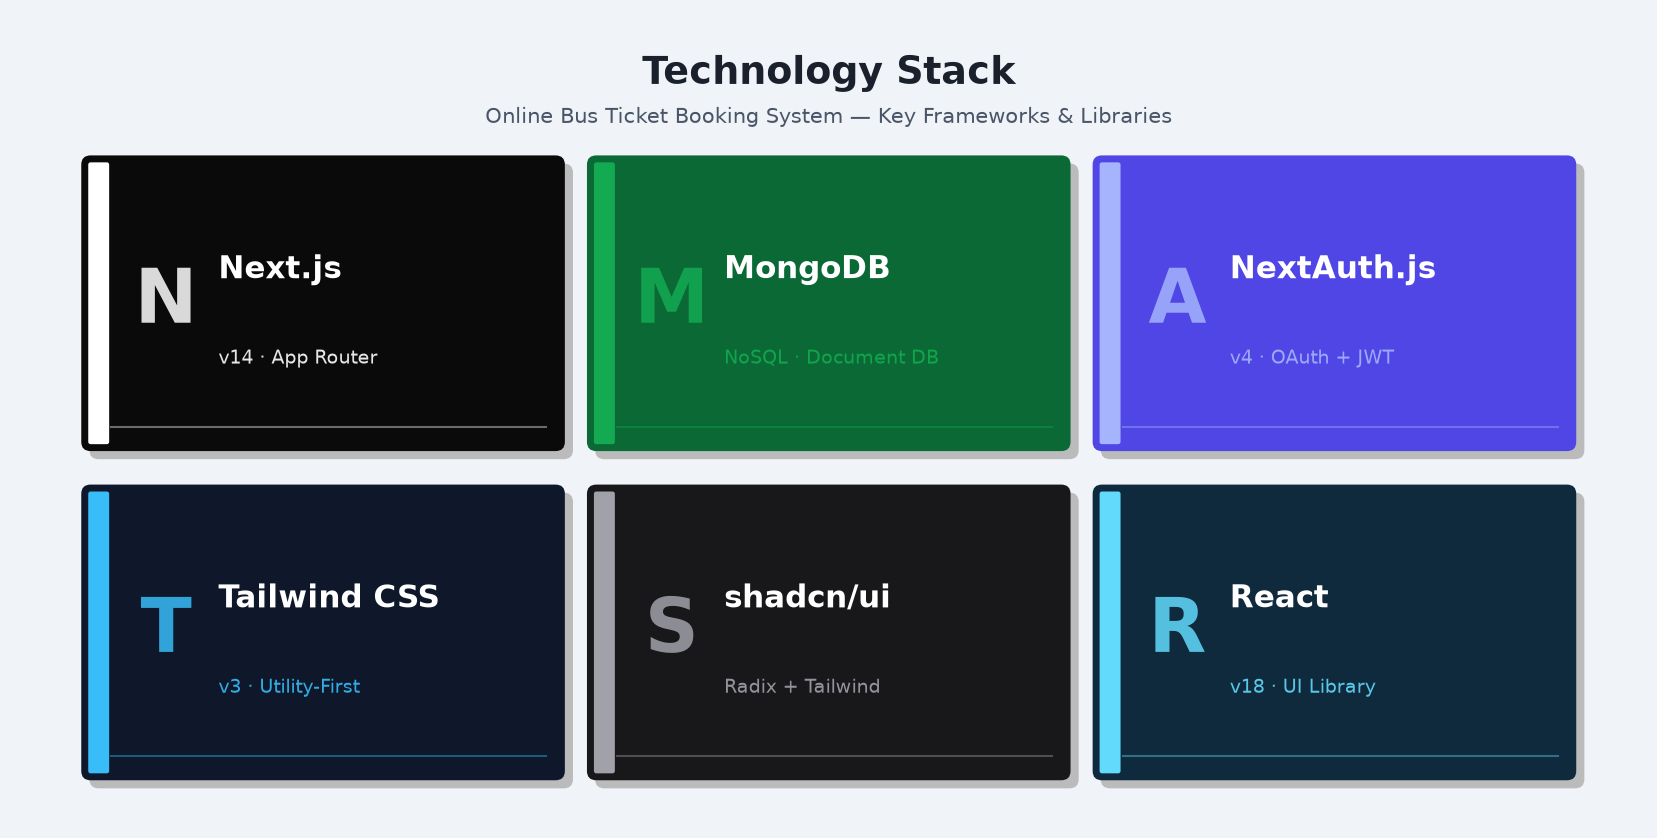 Technology Stack
Online Bus Ticket Booking System — Key Frameworks & Libraries
N
Next.js
v14 · App Router
M
MongoDB
NoSQL · Document DB
A
NextAuth.js
v4 · OAuth + JWT
T
Tailwind CSS
v3 · Utility-First
S
shadcn/ui
Radix + Tailwind
R
React
v18 · UI Library